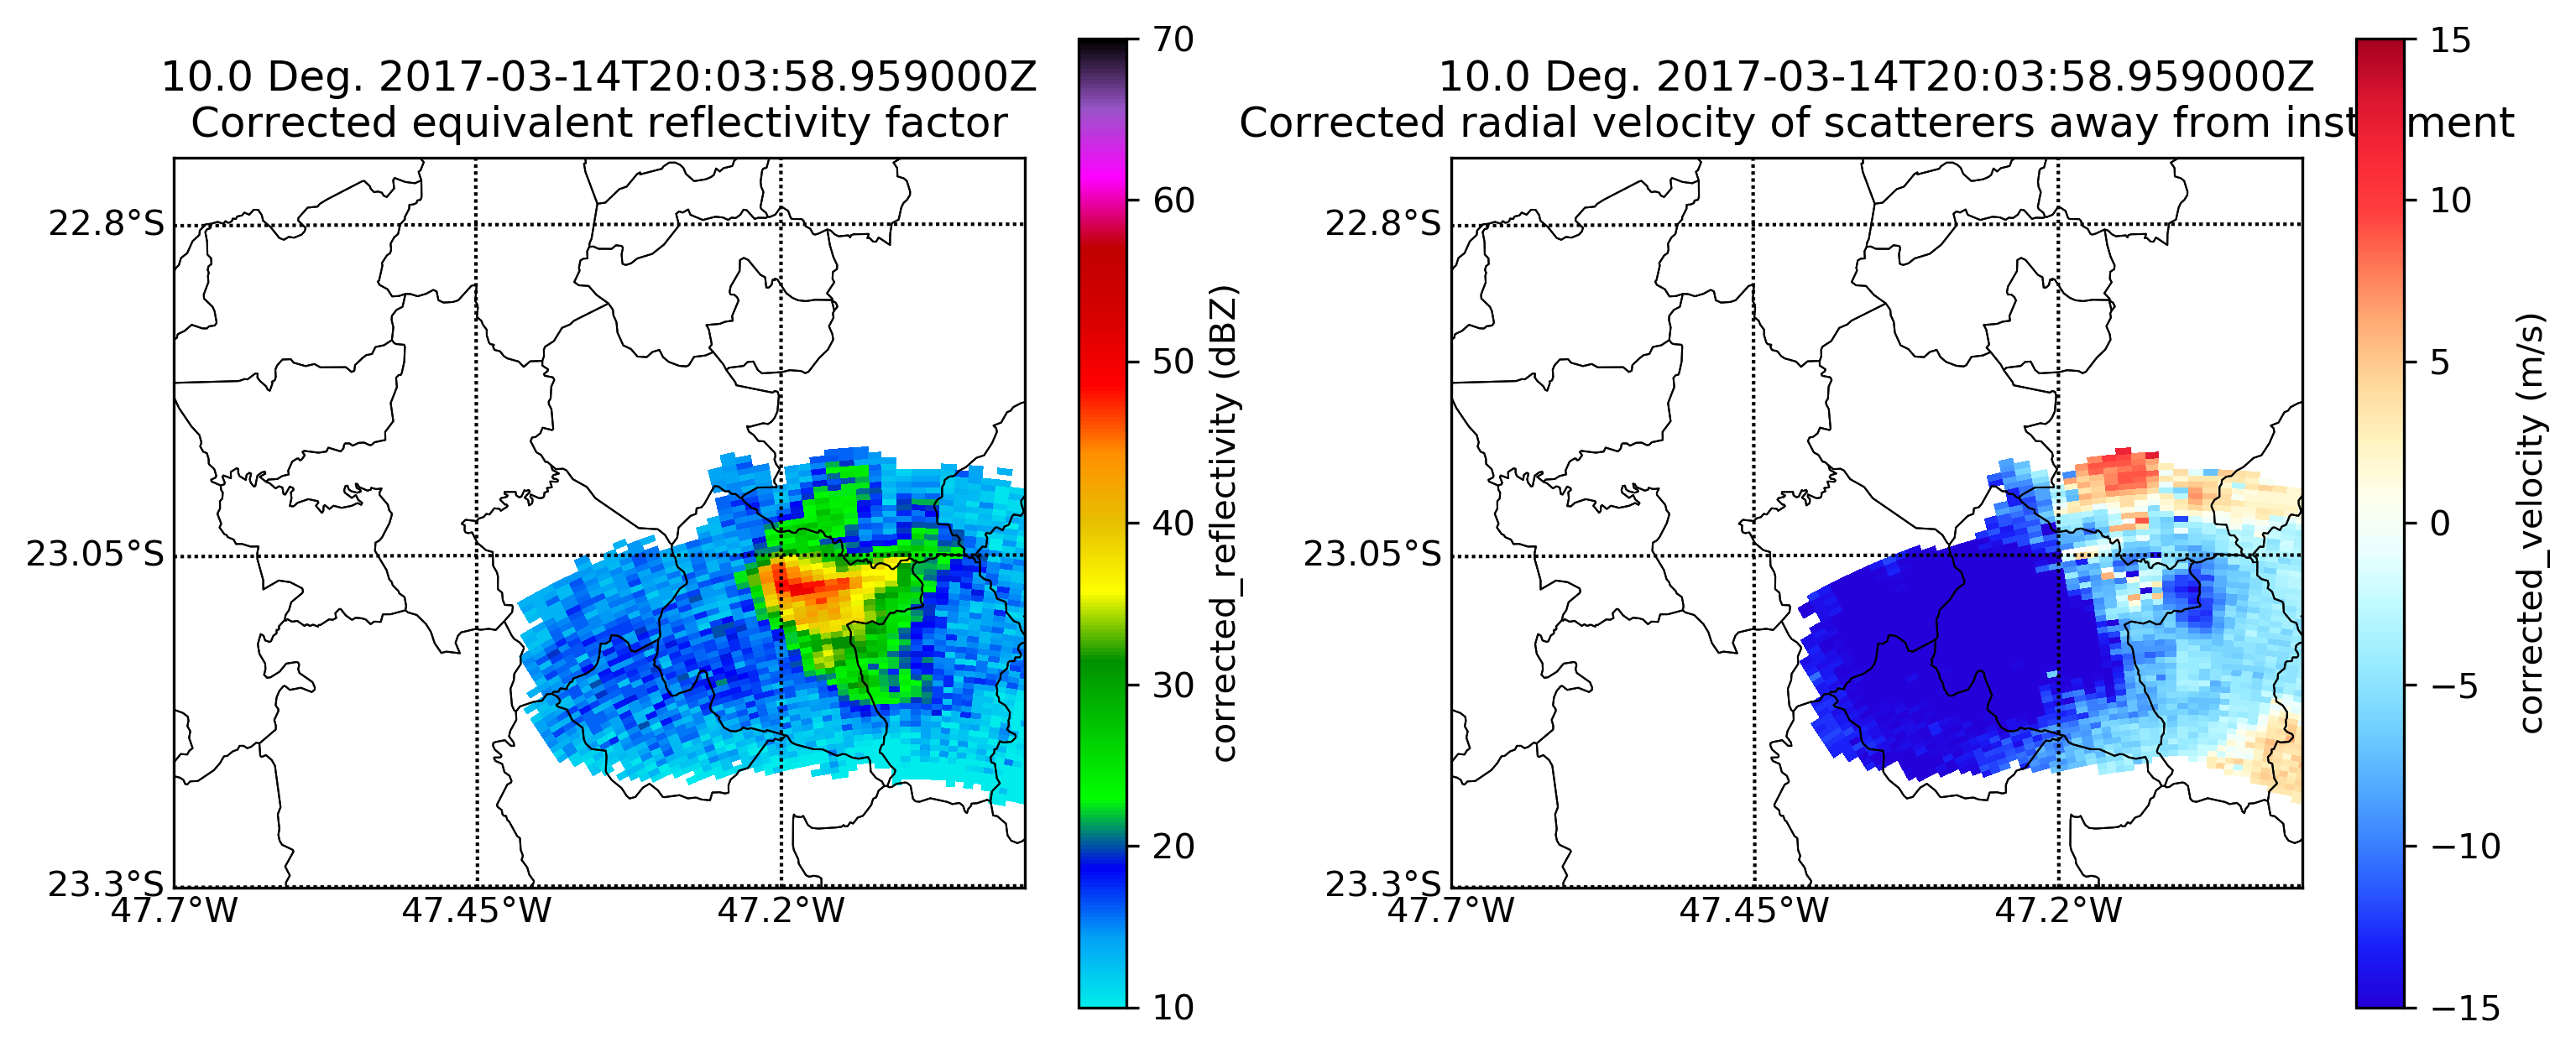 10.0 Deg. 2017-03-14T20:03:58.959000Z
Corrected equivalent reflectivity factor
22.8°S
23.05°S
23.3°S
47.7°W
47.45°W
47.2°W
70
60
50
40
30
20
10
corrected_reflectivity (dBZ)
10.0 Deg. 2017-03-14T20:03:58.959000Z
Corrected radial velocity of scatterers away from inst ment
22.8°S
23.05°S
23.3°S
47.7°W
47.45°W
47.2°W
15
10
5
0
−5
−10
−15
corrected_velocity (m/s)